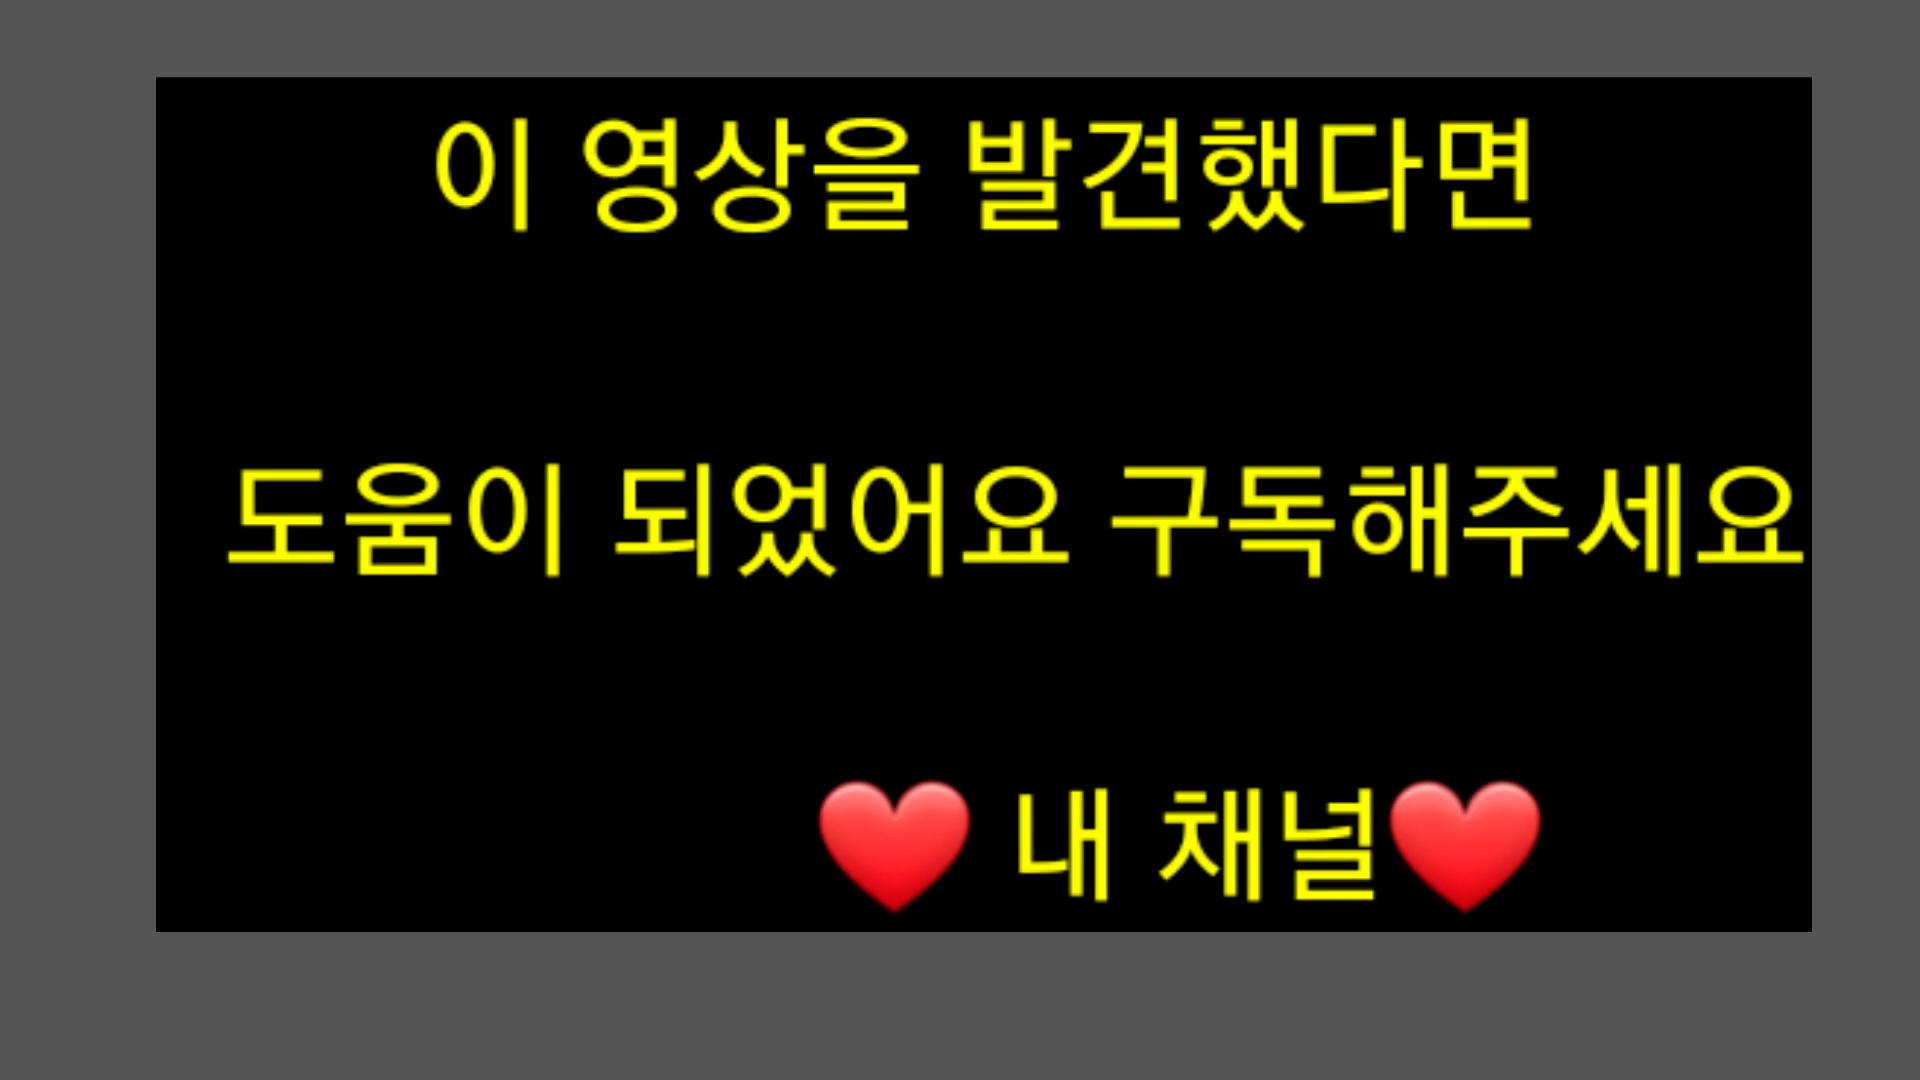 이 영상을 발견했다면
도움이 되었어요 구독해주세요
❤️ 내 채널❤️